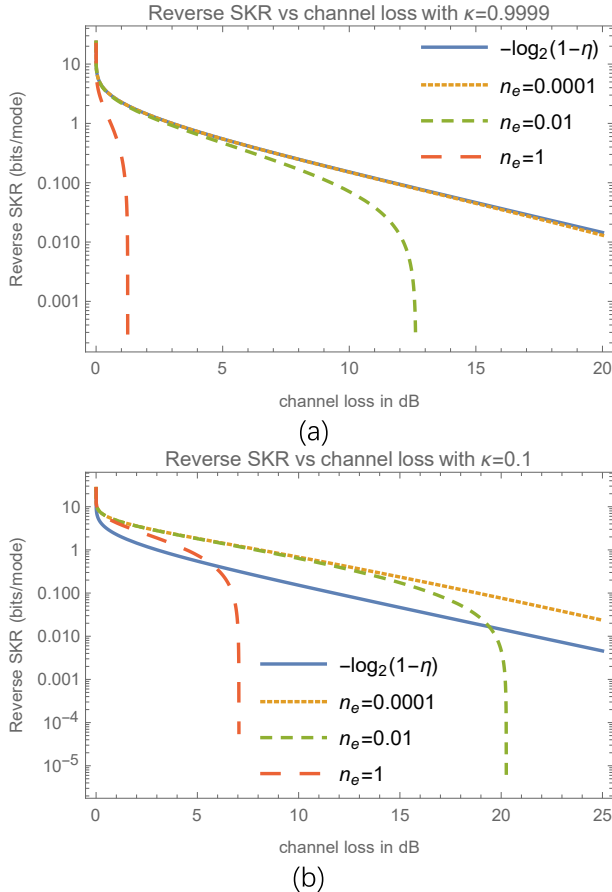 Reverse SKR vs channel loss with κ=0.9999
Reverse SKR (bits/mode)
10
1
0.100
0.010
0.001
−log₂(1−η)
nₑ=0.0001
nₑ=0.01
nₑ=1
0 5 10 15 20
channel loss in dB
(a)
Reverse SKR vs channel loss with κ=0.1
Reverse SKR (bits/mode)
10
1
0.100
0.010
0.001
10⁻⁴
10⁻⁵
−log₂(1−η)
nₑ=0.0001
nₑ=0.01
nₑ=1
0 5 10 15 20 25
channel loss in dB
(b)